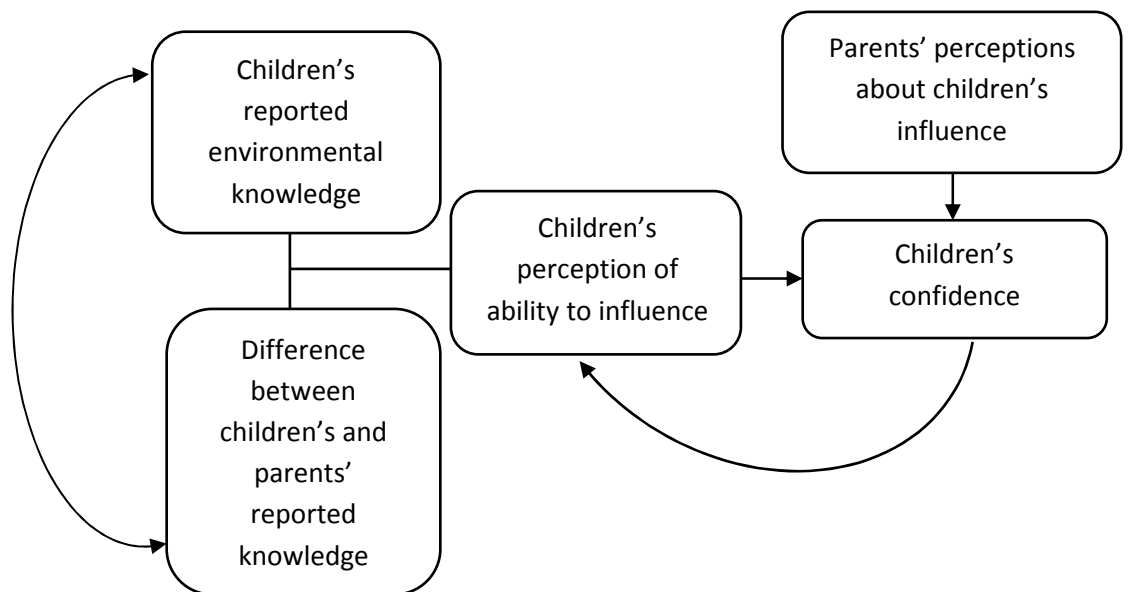 Children’s
reported
environmental
knowledge
Difference
between
children’s and
parents’
reported
knowledge
Children’s
perception of
ability to influence
Parents’ perceptions
about children’s
influence
Children’s
confidence